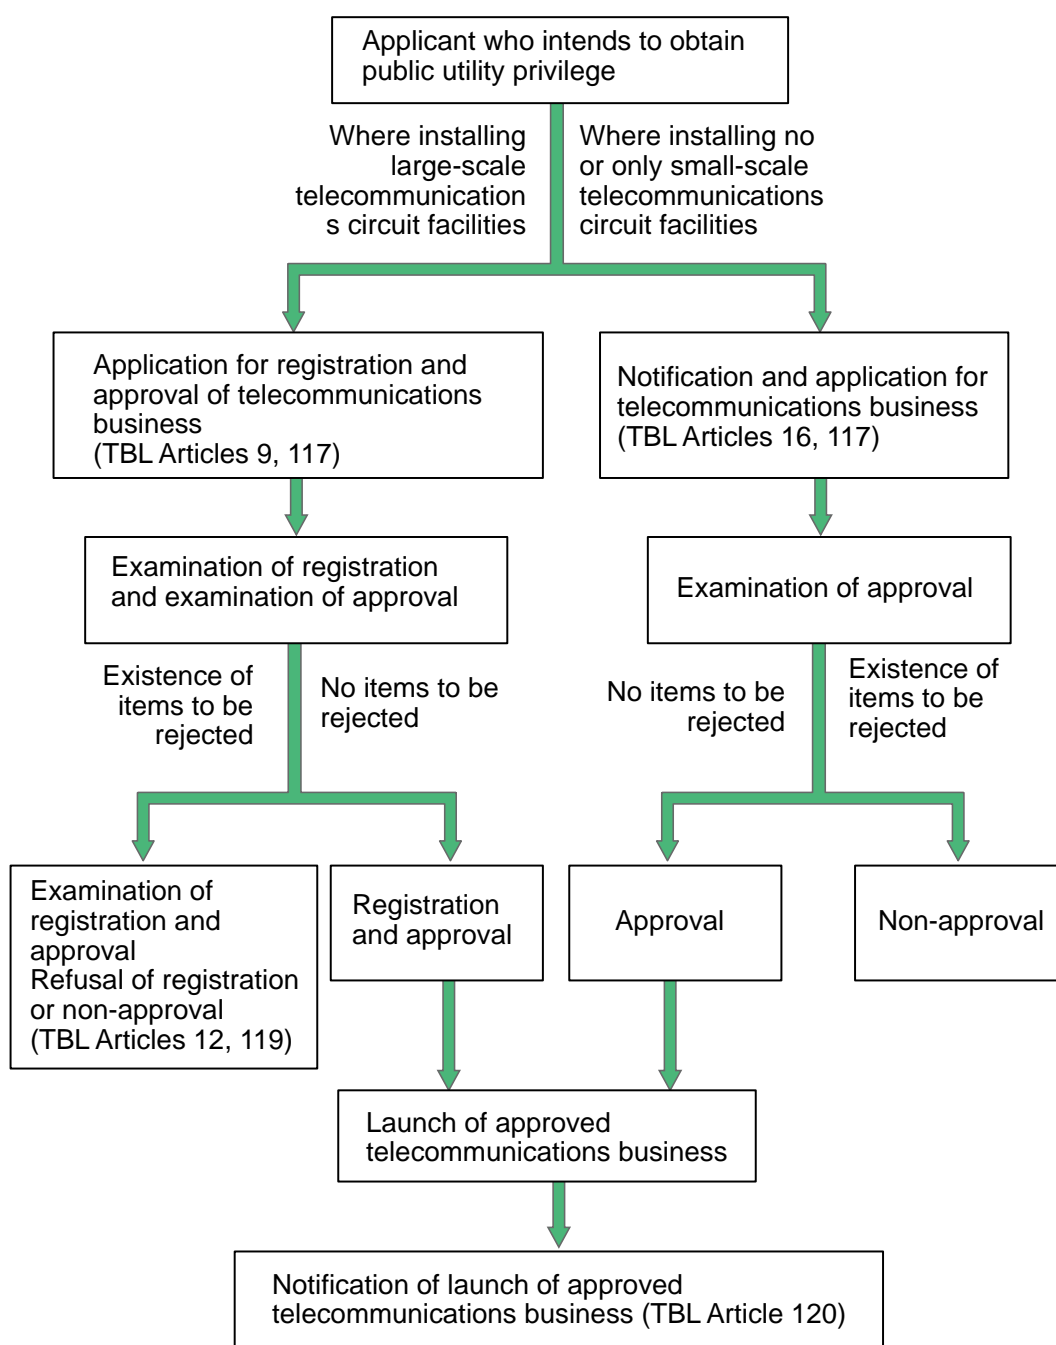 Applicant who intends to obtain
public utility privilege
Where installing
large-scale
telecommunication
s circuit facilities
Where installing no
or only small-scale
telecommunications
circuit facilities
Application for registration and
approval of telecommunications
business
(TBL Articles 9, 117)
Notification and application for
telecommunications business
(TBL Articles 16, 117)
Examination of registration
and examination of approval
Examination of approval
Existence of
items to be
rejected
No items to be
rejected
No items to be
rejected
Existence of
items to be
rejected
Examination of
registration and
approval
Refusal of registration
or non-approval
(TBL Articles 12, 119)
Registration
and approval
Approval
Non-approval
Launch of approved
telecommunications business
Notification of launch of approved
telecommunications business (TBL Article 120)